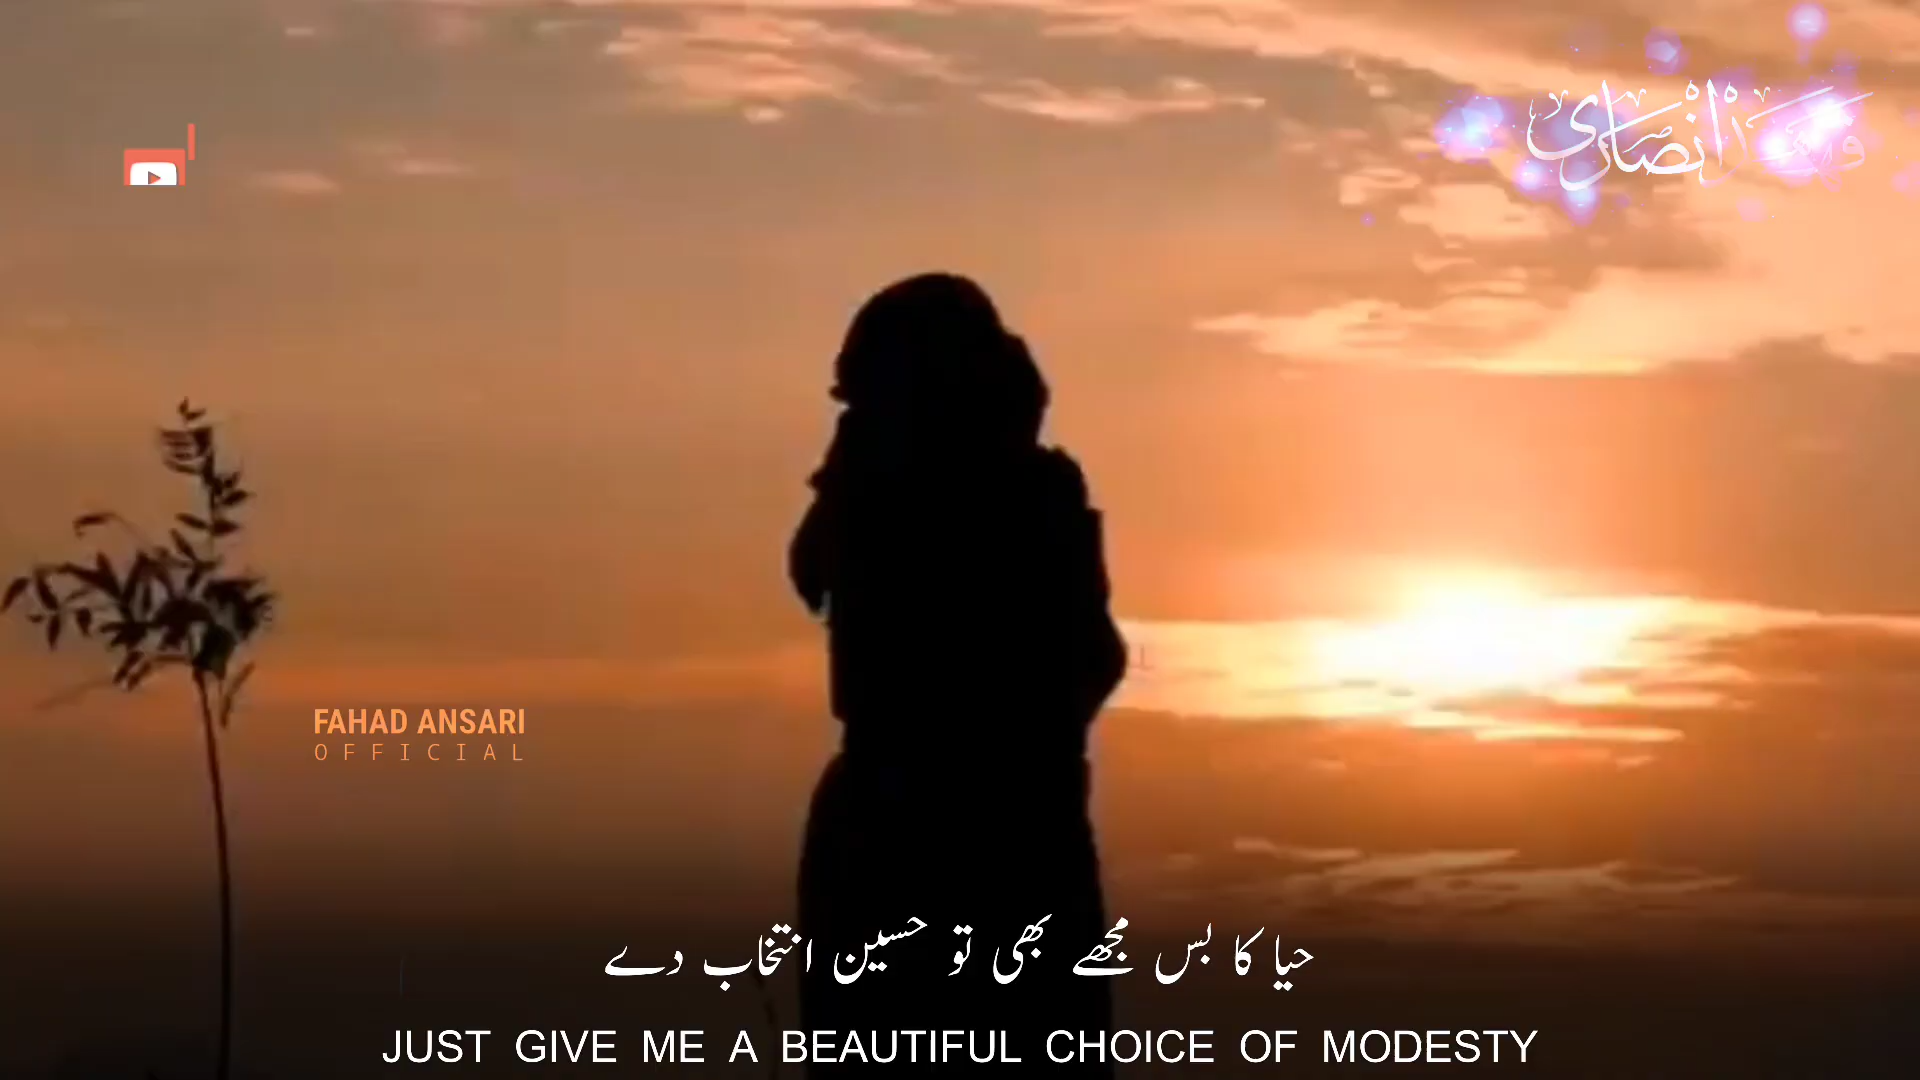 فہد انصاری
FAHAD ANSARI
OFFICIAL
حیا کا بس مجھے بھی تو حسین انتخاب دے
JUST GIVE ME A BEAUTIFUL CHOICE OF MODESTY